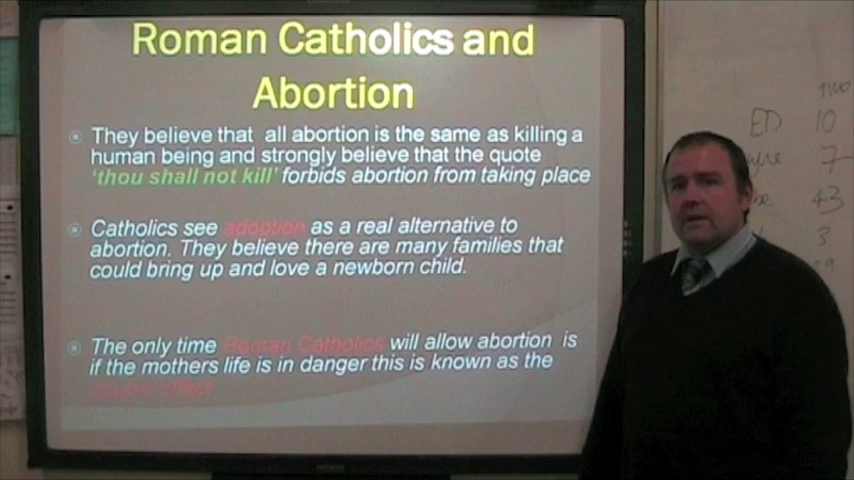 Roman Catholics and
Abortion
They believe that all abortion is the same as killing a
human being and strongly believe that the quote
'thou shall not kill' forbids abortion from taking place
Catholics see adoption as a real alternative to
abortion. They believe there are many families that
could bring up and love a newborn child.
The only time Roman Catholics will allow abortion is
if the mothers life is in danger this is known as the
effect
ED 10
7
43
3